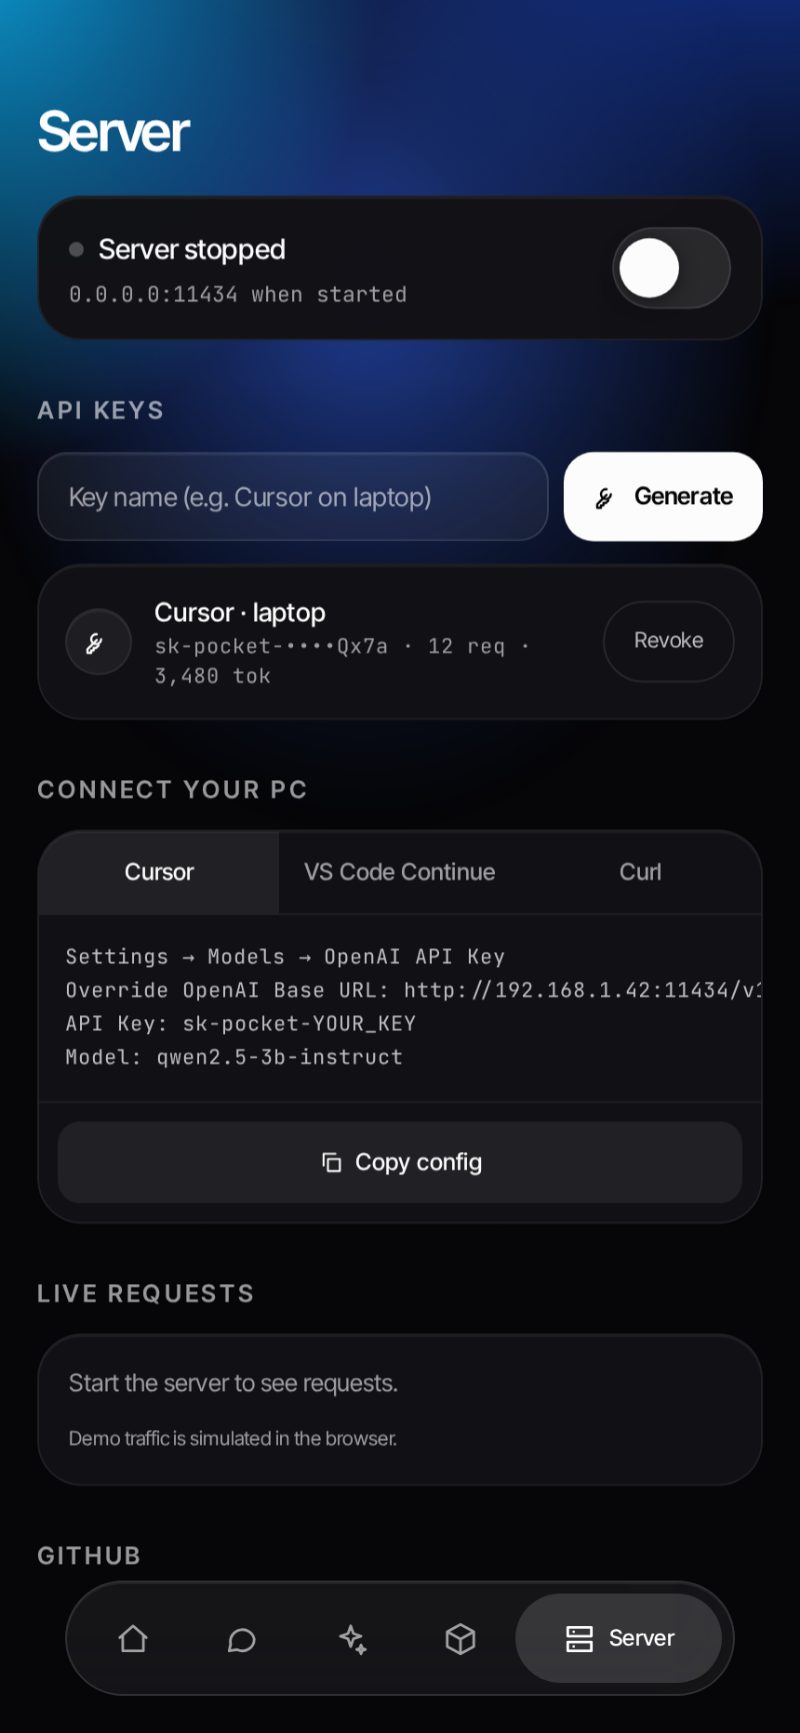 Server
Server stopped
0.0.0.0:11434 when started
API KEYS
Key name (e.g. Cursor on laptop)
Generate
Cursor · laptop
sk-pocket-••••Qx7a · 12 req ·
3,480 tok
Revoke
CONNECT YOUR PC
Cursor
VS Code Continue
Curl
Settings → Models → OpenAI API Key
Override OpenAI Base URL: http://192.168.1.42:11434/v1
API Key: sk-pocket-YOUR_KEY
Model: qwen2.5-3b-instruct
Copy config
LIVE REQUESTS
Start the server to see requests.
Demo traffic is simulated in the browser.
GITHUB
Server